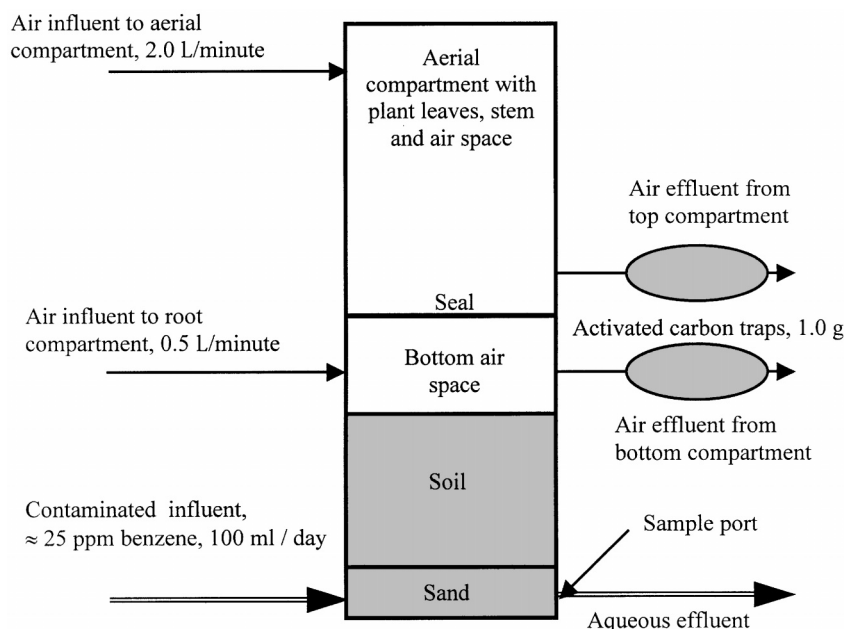 Air influent to aerial
compartment, 2.0 L/minute
Aerial
compartment with
plant leaves, stem
and air space
Air effluent from
top compartment
Seal
Air influent to root
compartment, 0.5 L/minute
Activated carbon traps, 1.0 g
Bottom air
space
Air effluent from
bottom compartment
Soil
Contaminated influent,
≈ 25 ppm benzene, 100 ml / day
Sample port
Sand
Aqueous effluent